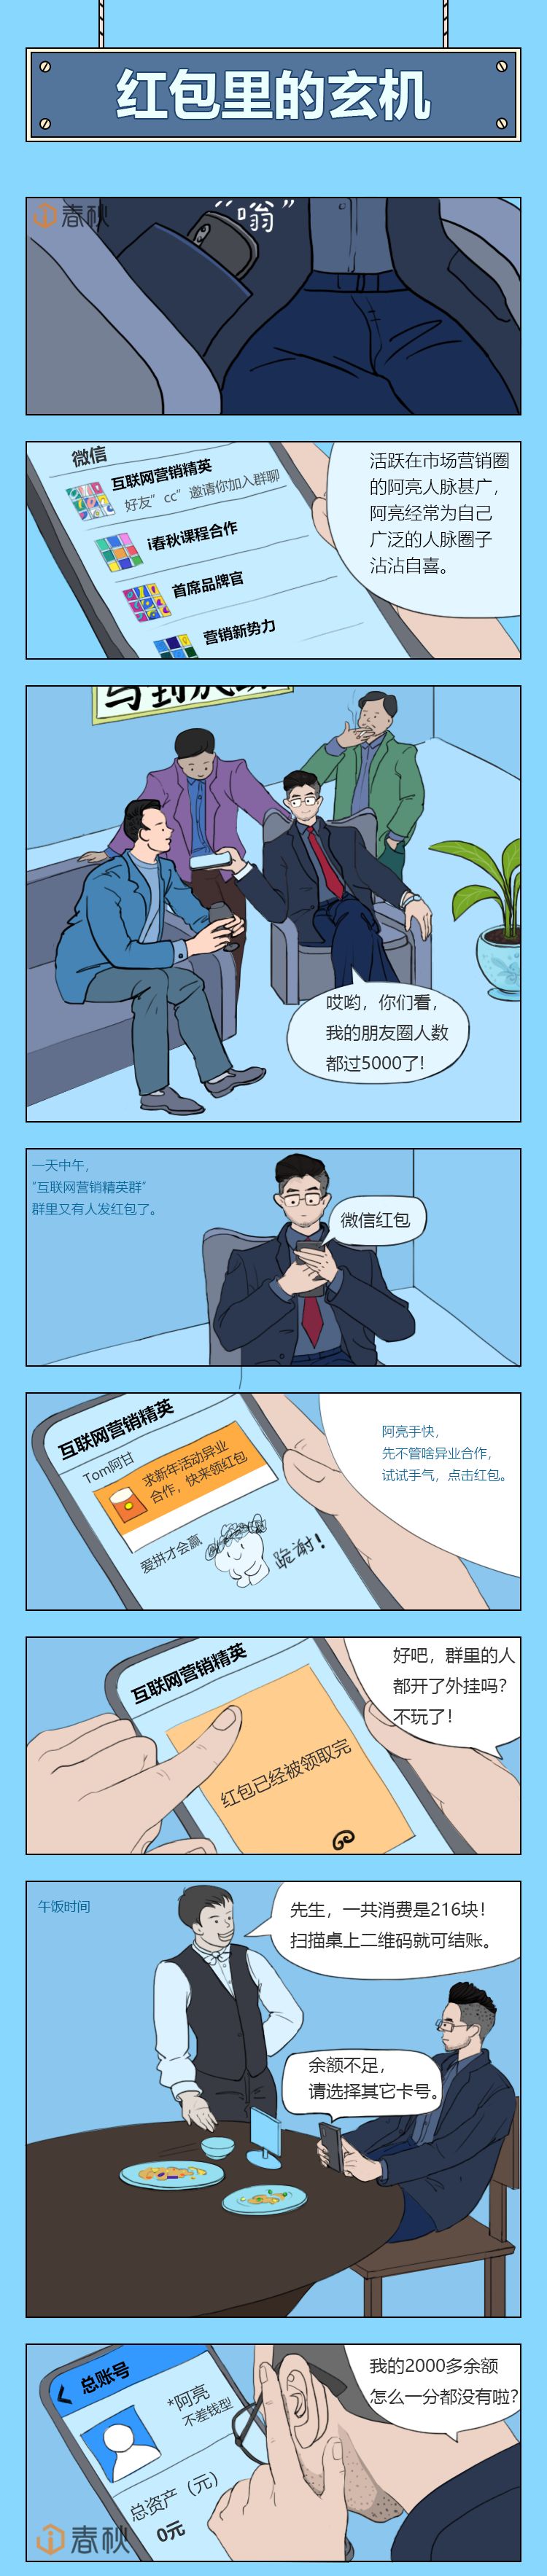 红包里的玄机
i春秋
“嗡”
微信
互联网营销精英
好友”cc”邀请你加入群聊
i春秋课程合作
首席品牌官
营销新势力
活跃在市场营销圈
的阿亮人脉甚广，
阿亮经常为自己
广泛的人脉圈子
沾沾自喜。
哎哟，你们看，
我的朋友圈人数
都过5000了!
一天中午，
“互联网营销精英群”
群里又有人发红包了。
微信红包
互联网营销精英
Tom阿甘
求新年活动异业
合作，快来领红包
爱拼才会赢
跪谢!
阿亮手快，
先不管啥异业合作，
试试手气，点击红包。
互联网营销精英
红包已经被领取完
好吧，群里的人
都开了外挂吗?
不玩了!
午饭时间
先生，一共消费是216块!
扫描桌上二维码就可结账。
余额不足，
请选择其它卡号。
总账号
*阿亮
不差钱型
总资产（元）
0元
我的2000多余额
怎么一分都没有啦?
i春秋